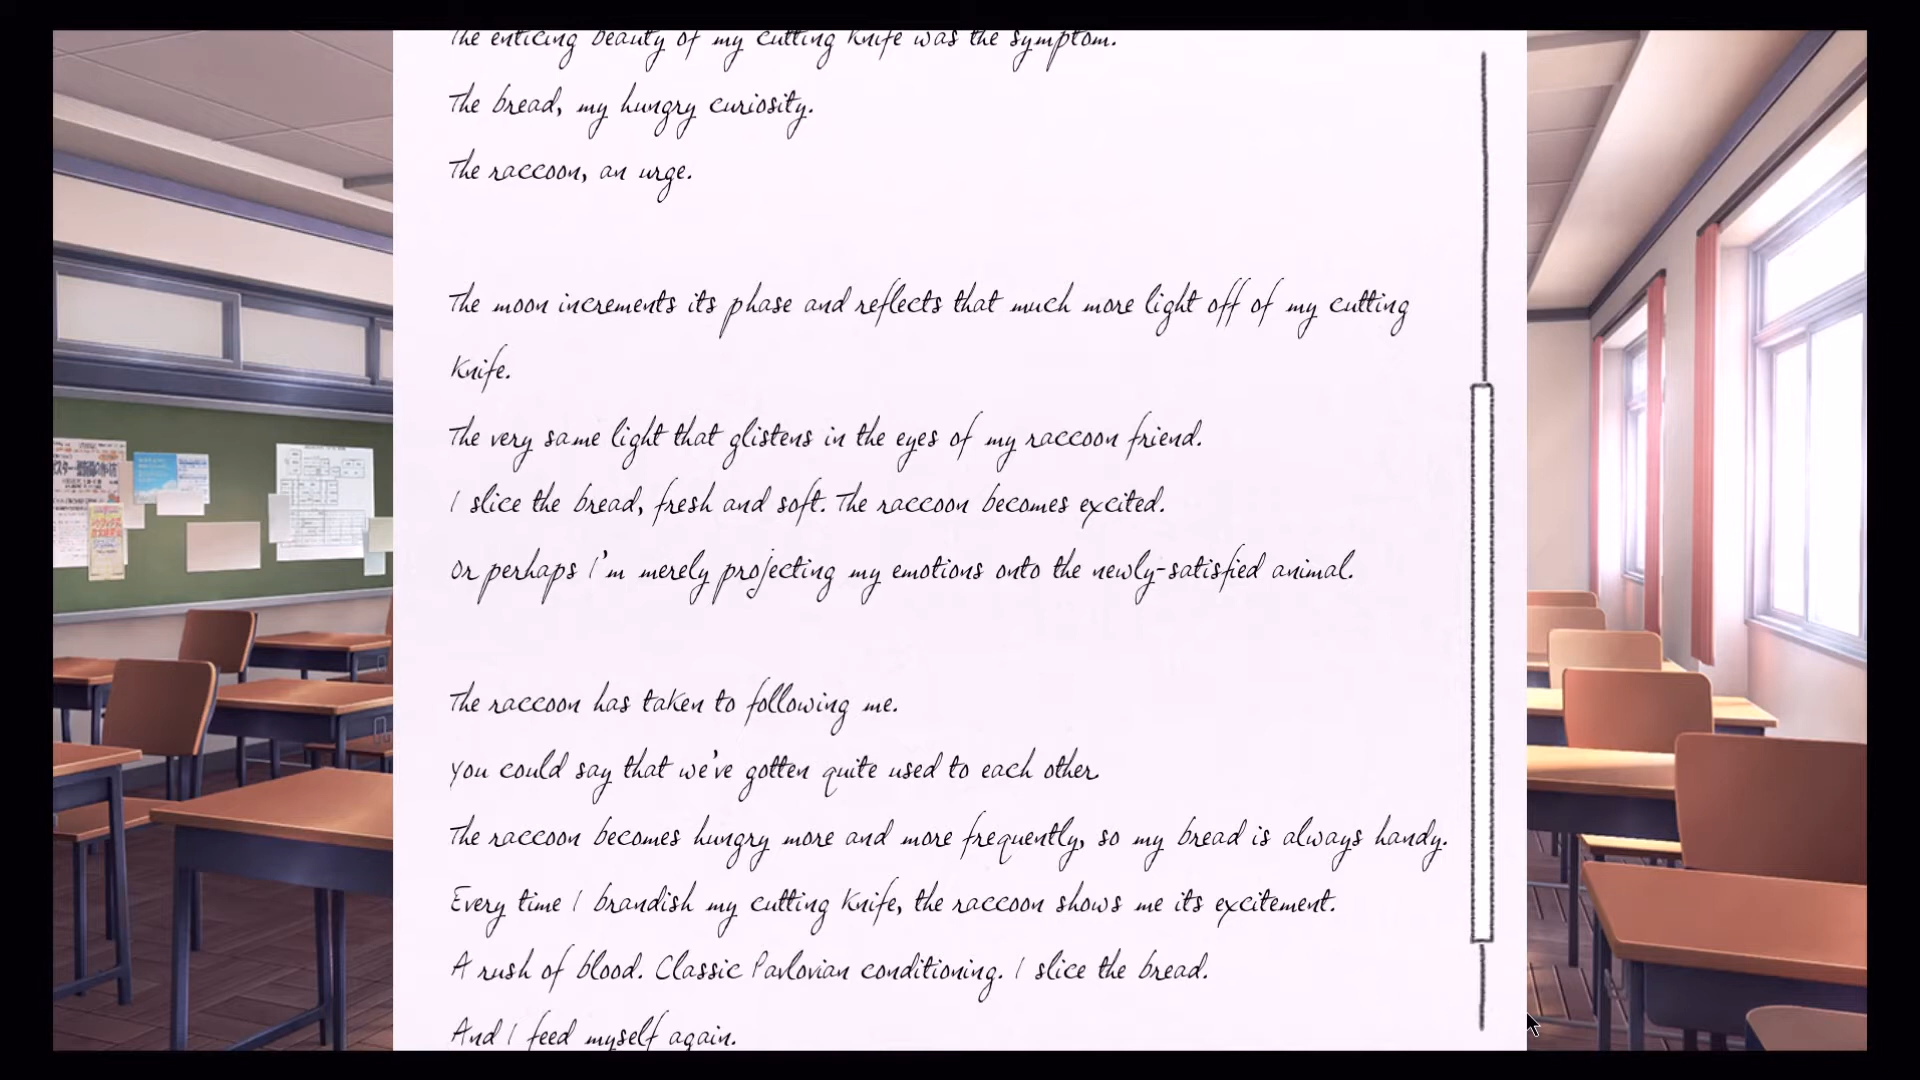 The enticing beauty of my cutting knife was the symptom.
The bread, my hungry curiosity.
The raccoon, an urge.
The moon increments its phase and reflects that much more light off of my cutting
knife.
The very same light that glistens in the eyes of my raccoon friend.
I slice the bread, fresh and soft. The raccoon becomes excited.
Or perhaps I'm merely projecting my emotions onto the newly-satisfied animal.
The raccoon has taken to following me.
You could say that we've gotten quite used to each other.
The raccoon becomes hungry more and more frequently, so my bread is always handy.
Every time I brandish my cutting knife, the raccoon shows me its excitement.
A rush of blood. Classic Pavlovian conditioning. I slice the bread.
And I feed myself again.